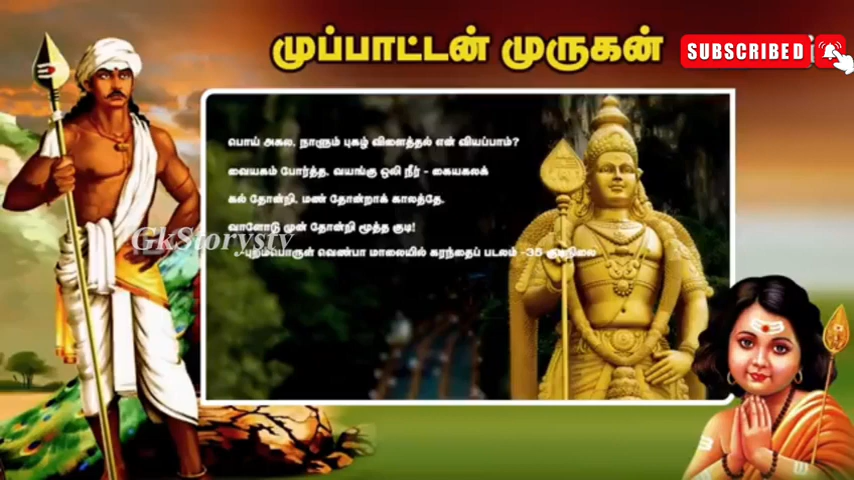 முப்பாட்டன் முருகன்
SUBSCRIBED
பொய் அகல, நாளும் புகழ் விளைத்தல் என் வியப்பாம்?
வையகம் போர்த்த, வயங்கு ஒலி நீர் - கையகலக்
கல் தோன்றி, மண் தோன்றாக் காலத்தே,
வாளோடு முன் தோன்றி மூத்த குடி!
GkStorystv
புறப்பொருள் வெண்பா மாலையில் கரந்தைப் படலம் -35 குடிநிலை